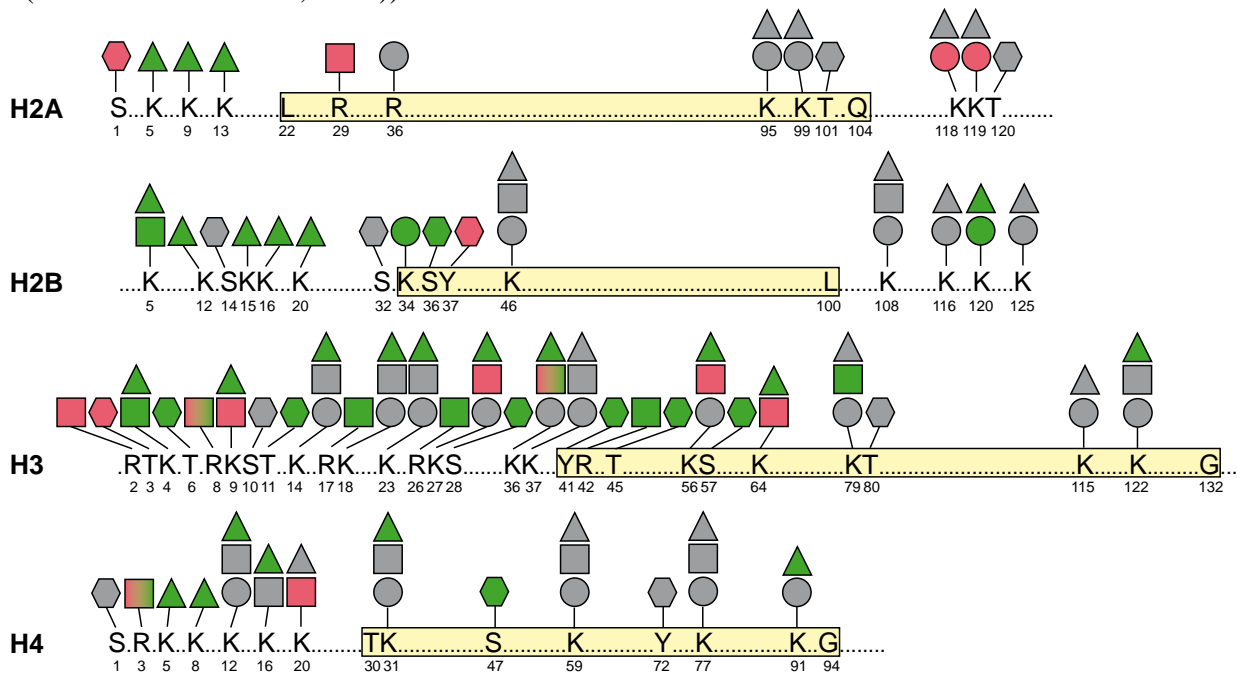 H2A S...K...K...K........L......R.......R..........................................................K...K.T..Q.............KKT.........
1 5 9 13 22 29 36 95 99 101 104 118 119 120
H2B ....K.......K.SKK...K.............S.K.SY........K.....................................................L.......K.......K...K....K
5 12 14 15 16 20 32 34 36 37 46 100 108 116 120 125
H3 .RTK.T.RKST..K..RK....K..RKS........KK...YR..T..........KS......K..............KT..................................K......K.........G...
2 3 4 6 8 9 10 11 14 17 18 23 26 27 28 36 37 41 42 45 56 57 64 79 80 115 122 132
H4 S.R.K..K...K...K...K.........TK...............S...........K............Y....K.............K..G........
1 3 5 8 12 16 20 30 31 47 59 72 77 91 94